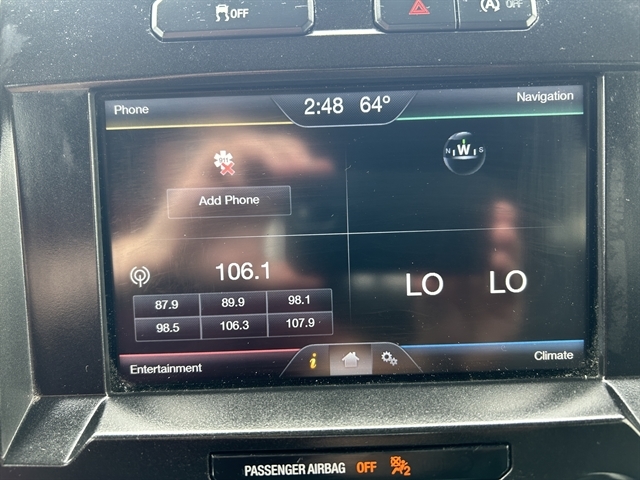 OFF
A OFF
Phone
2:48 64°
Navigation
N W S
Add Phone
106.1
87.9 89.9 98.1
98.5 106.3 107.9
LO LO
Entertainment
i
Climate
PASSENGER AIRBAG OFF 2